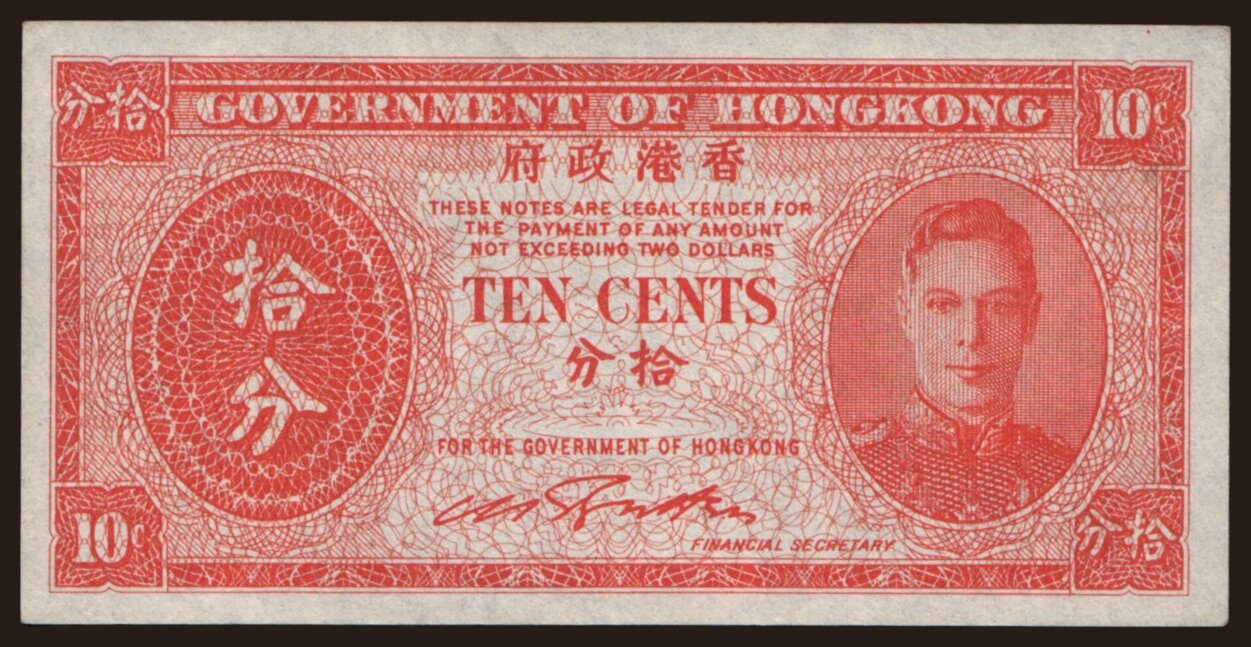 分拾
GOVERNMENT OF HONGKONG
10¢
府政港香
THESE NOTES ARE LEGAL TENDER FOR
THE PAYMENT OF ANY AMOUNT
NOT EXCEEDING TWO DOLLARS
拾
分
TEN CENTS
分拾
FOR THE GOVERNMENT OF HONGKONG
FINANCIAL SECRETARY
10¢
分拾